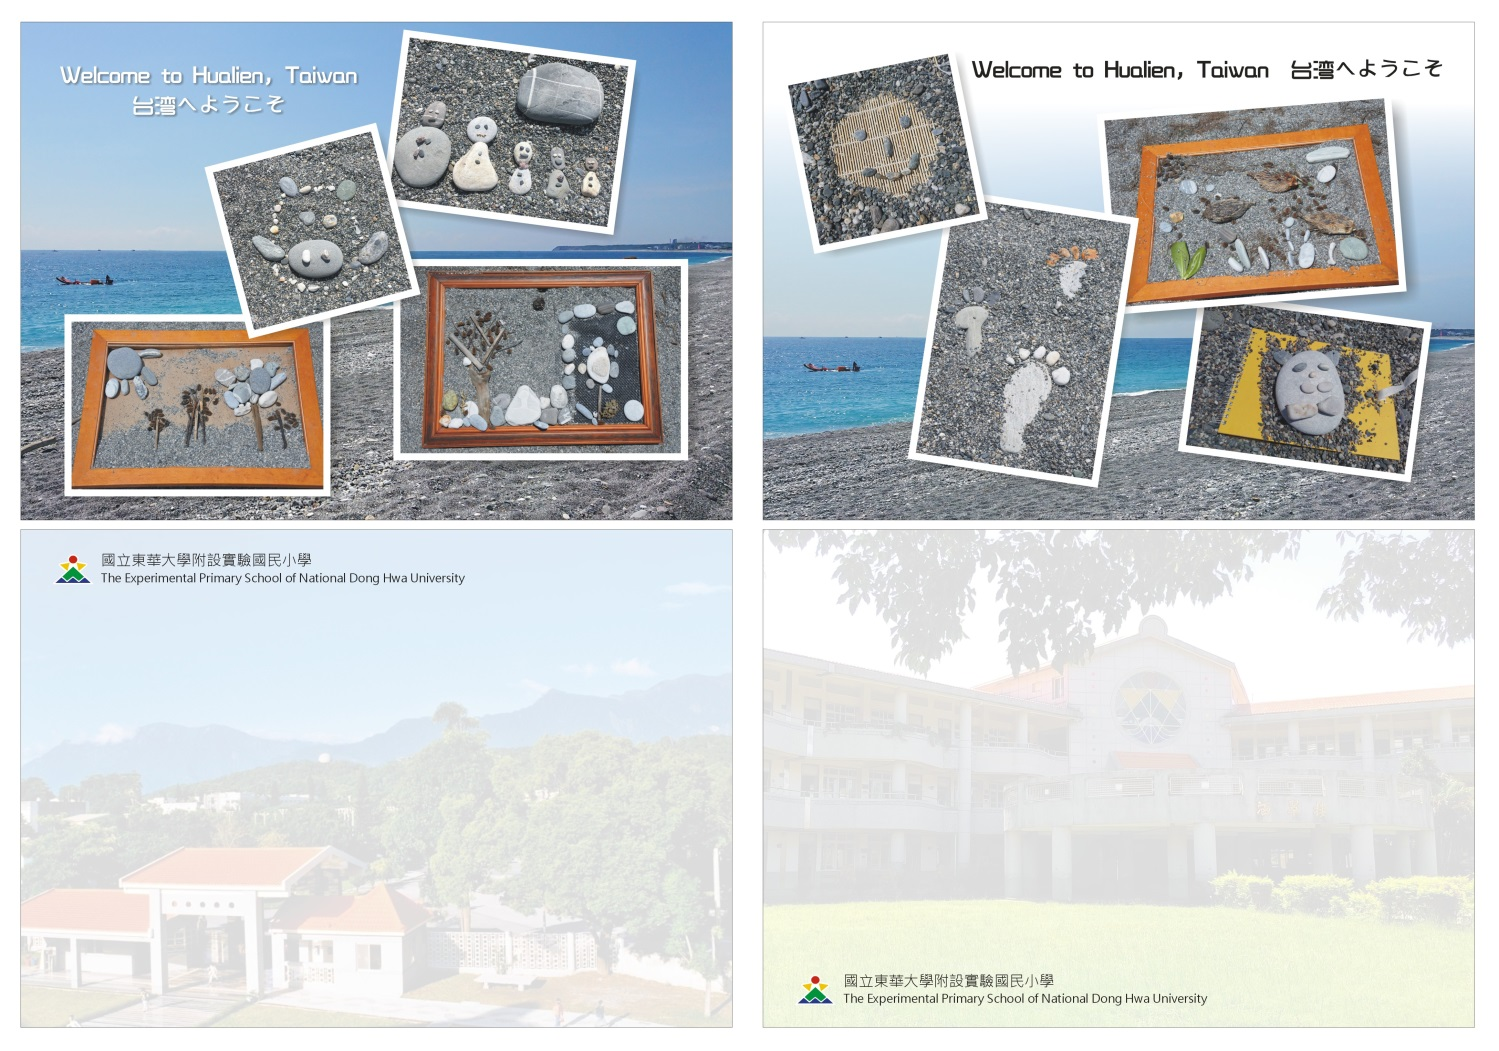 Welcome to Hualien, Taiwan
台湾へようこそ
Welcome to Hualien, Taiwan 台湾へようこそ
國立東華大學附設實驗國民小學
The Experimental Primary School of National Dong Hwa University
國立東華大學附設實驗國民小學
The Experimental Primary School of National Dong Hwa University